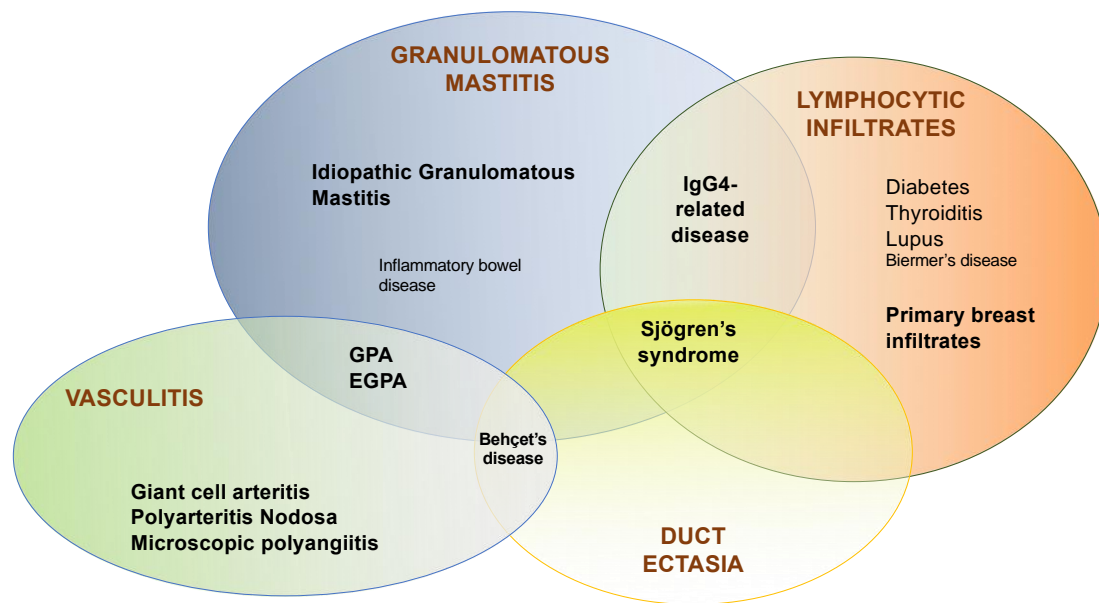 GRANULOMATOUS
MASTITIS
Idiopathic Granulomatous
Mastitis
Inflammatory bowel
disease
LYMPHOCYTIC
INFILTRATES
IgG4-
related
disease
Diabetes
Thyroiditis
Lupus
Biermer's disease
Primary breast
infiltrates
Sjögren's
syndrome
GPA
EGPA
VASCULITIS
Behçet's
disease
Giant cell arteritis
Polyarteritis Nodosa
Microscopic polyangiitis
DUCT
ECTASIA